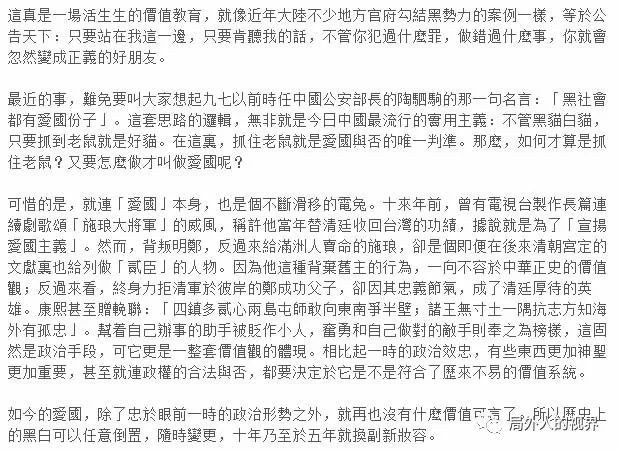 這真是一場活生生的價值教育，就像近年大陸不少地方官府勾結黑勢力的案例一樣，等於公
告天下：只要站在我這一邊，只要肯聽我的話，不管你犯過什麼罪，做錯過什麼事，你就會
忽然變成正義的好朋友。
最近的事，難免要叫大家想起九七以前時任中國公安部長的陶駟駒的那一句名言：「黑社會
都有愛國份子」。這套思路的邏輯，無非就是今日中國最流行的實用主義：不管黑貓白貓，
只要抓到老鼠就是好貓。在這裏，抓住老鼠就是愛國與否的唯一判準。那麼，如何才算是抓
住老鼠？又要怎麼做才叫做愛國呢？
可惜的是，就連「愛國」本身，也是個不斷滑移的電兔。十來年前，曾有電視台製作長篇連
續劇歌頌「施琅大將軍」的威風，稱許他當年替清廷收回台灣的功績，據說就是為了「宣揚
愛國主義」。然而，背叛明鄭，反過來給滿洲人賣命的施琅，卻是個即便在後來清朝官定的
文獻裏也給列做「貳臣」的人物。因為他這種背棄舊主的行為，一向不容於中華正史的價值
觀；反過來看，終身力拒清軍於彼岸的鄭成功父子，卻因其忠義節氣，成了清廷厚待的英
雄。康熙甚至贈輓聯：「四鎮多貳心兩島屯師敢向東南爭半壁；諸王無寸土一隅抗志方知海
外有孤忠」。幫着自己辦事的助手被貶作小人，奮勇和自己做對的敵手則奉之為榜樣，這固
然是政治手段，可它更是一整套價值觀的體現。相比起一時的政治效忠，有些東西更加神聖
更加重要，甚至就連政權的合法與否，都要決定於它是不是符合了歷來不易的價值系統。
如今的愛國，除了忠於眼前一時的政治形勢之外，就再也沒有什麼價值可言了。所以歷史上
的黑白可以任意倒置，隨時變更，十年乃至於五年就換副新妝容。
局外人的视界